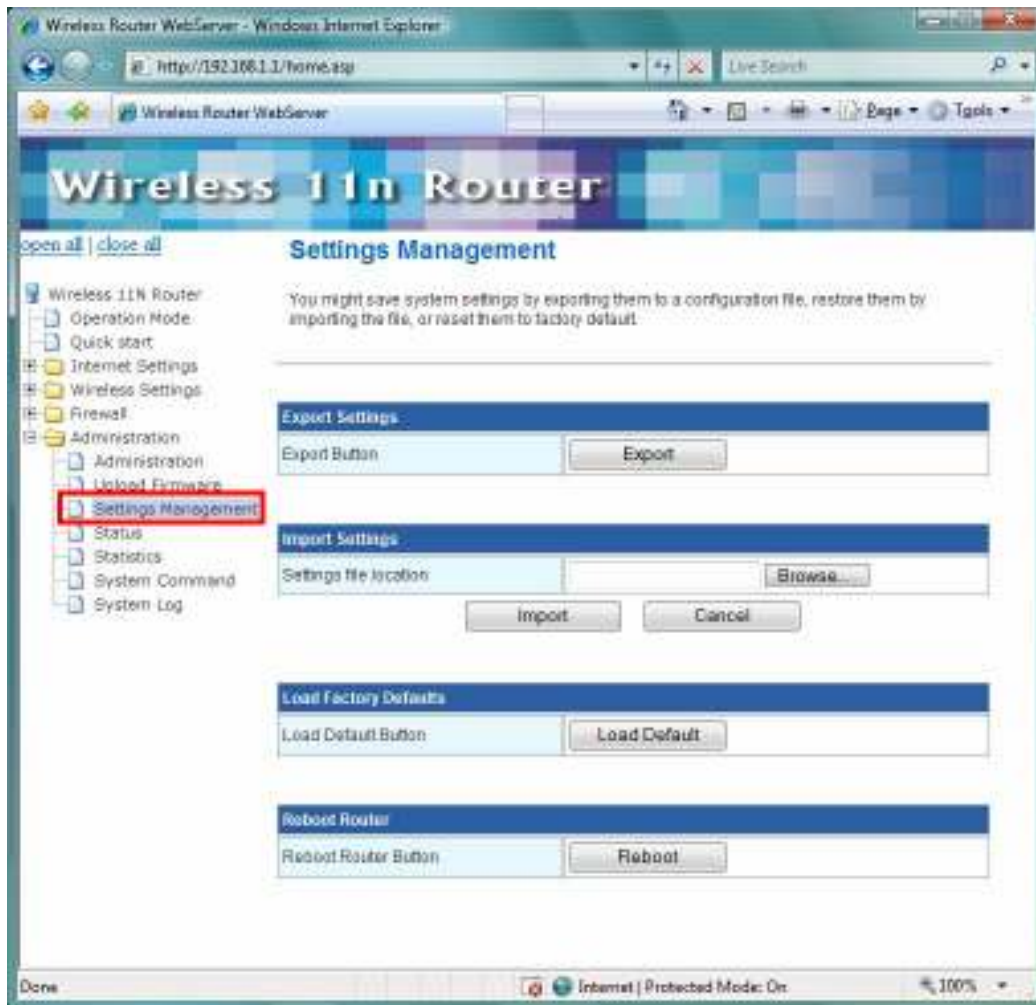 Wireless Router WebServer - Windows Internet Explorer
http://192.168.1.1/home.asp
Live Search
Wireless Router WebServer
Page
Tools
Wireless 11n Router
open all | close all
Wireless 11N Router
Operation Mode
Quick start
Internet Settings
Wireless Settings
Firewall
Administration
Administration
Upload Firmware
Settings Management
Status
Statistics
System Command
System Log
Settings Management
You might save system settings by exporting them to a configuration file, restore them by
importing the file, or reset them to factory default.
Export Settings
Export Button
Export
Import Settings
Settings file location
Browse...
Import
Cancel
Load Factory Defaults
Load Default Button
Load Default
Reboot Router
Reboot Router Button
Reboot
Done
Internet | Protected Mode: On
100%